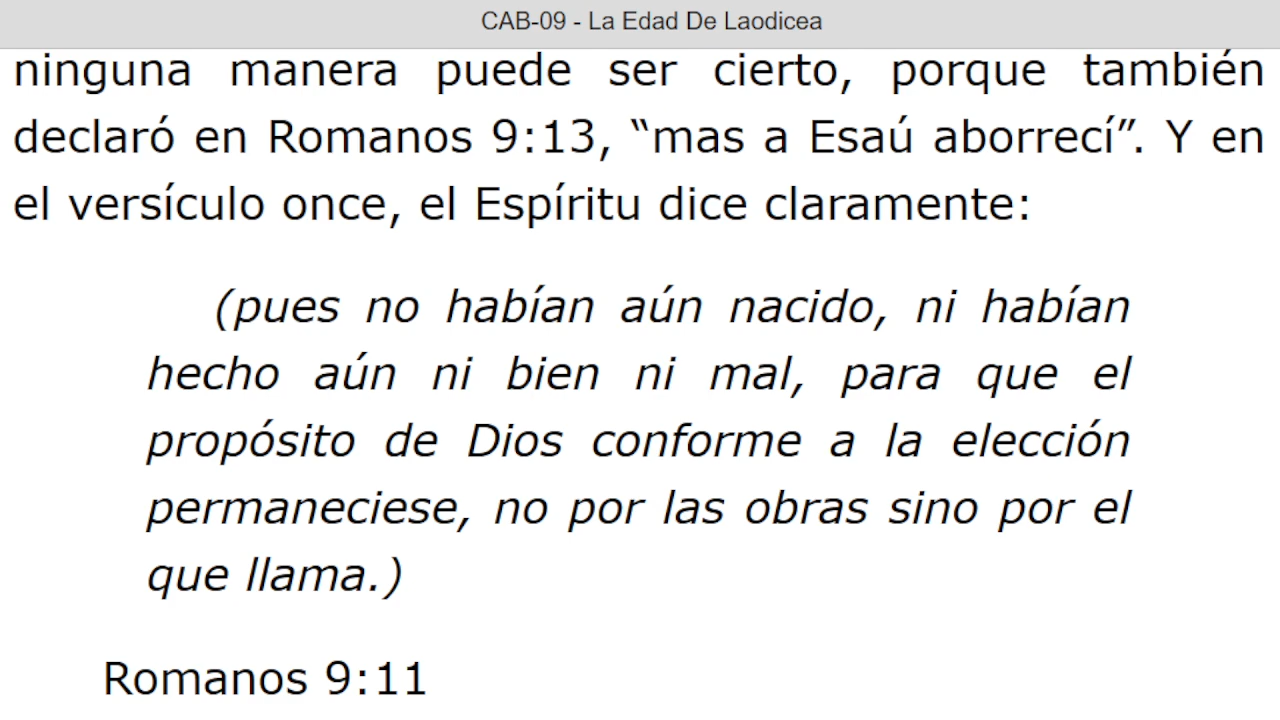 CAB-09 - La Edad De Laodicea
ninguna manera puede ser cierto, porque también
declaró en Romanos 9:13, “mas a Esaú aborrecí”. Y en
el versículo once, el Espíritu dice claramente:
(pues no habían aún nacido, ni habían
hecho aún ni bien ni mal, para que el
propósito de Dios conforme a la elección
permaneciese, no por las obras sino por el
que llama.)
Romanos 9:11